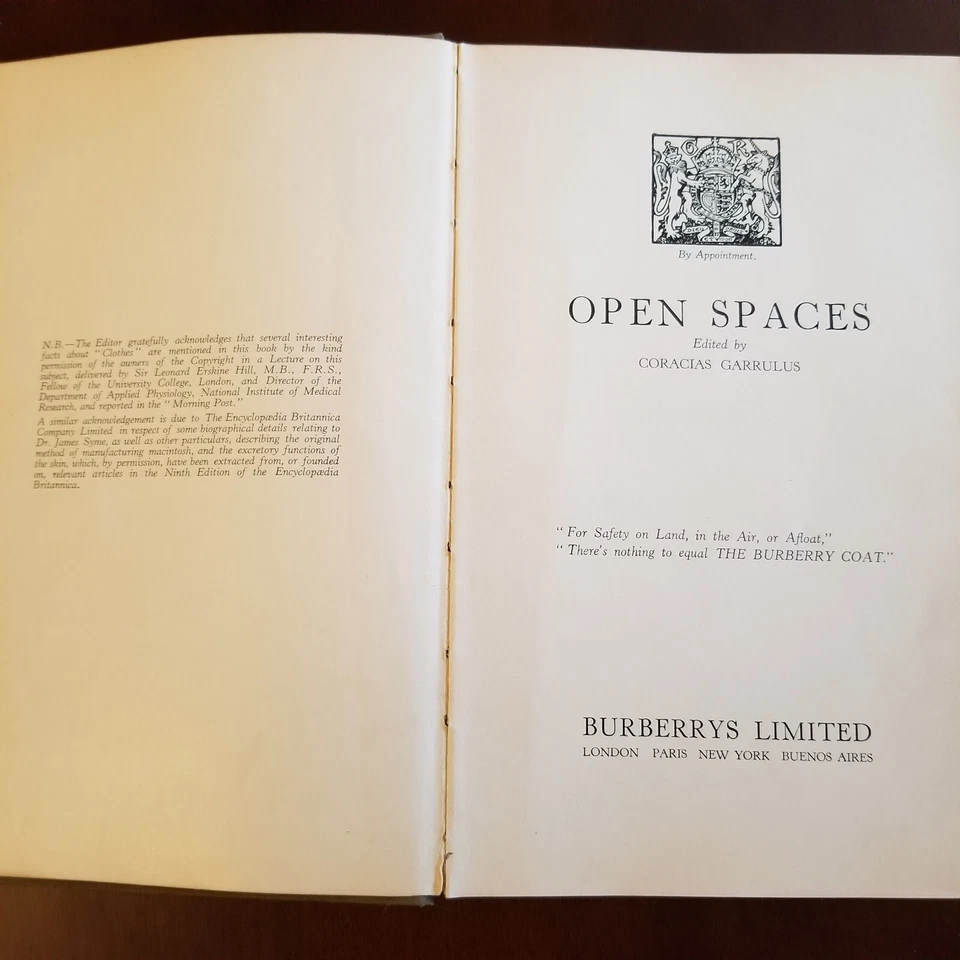 N.B.—The Editor gratefully acknowledges that several interesting
facts about "Clothes" are mentioned in this book by the kind
permission of the owners of the Copyright in a Lecture on this
subject, delivered by Sir Leonard Erskine Hill, M.B., F.R.S.,
Fellow of the University College, London, and Director of the
Department of Applied Physiology, National Institute of Medical
Research, and reported in the "Morning Post."
A similar acknowledgement is due to The Encyclopædia Britannica
Company Limited in respect of some biographical details relating to
Dr. James Syme, as well as other particulars, describing the original
method of manufacturing macintosh, and the excretory functions of
the skin, which, by permission, have been extracted from, or founded
on, relevant articles in the Ninth Edition of the Encyclopædia
Britannica.
G R
DIEU
By Appointment.
OPEN SPACES
Edited by
CORACIAS GARRULUS
"For Safety on Land, in the Air, or Afloat,"
"There's nothing to equal THE BURBERRY COAT."
BURBERRYS LIMITED
LONDON PARIS NEW YORK BUENOS AIRES